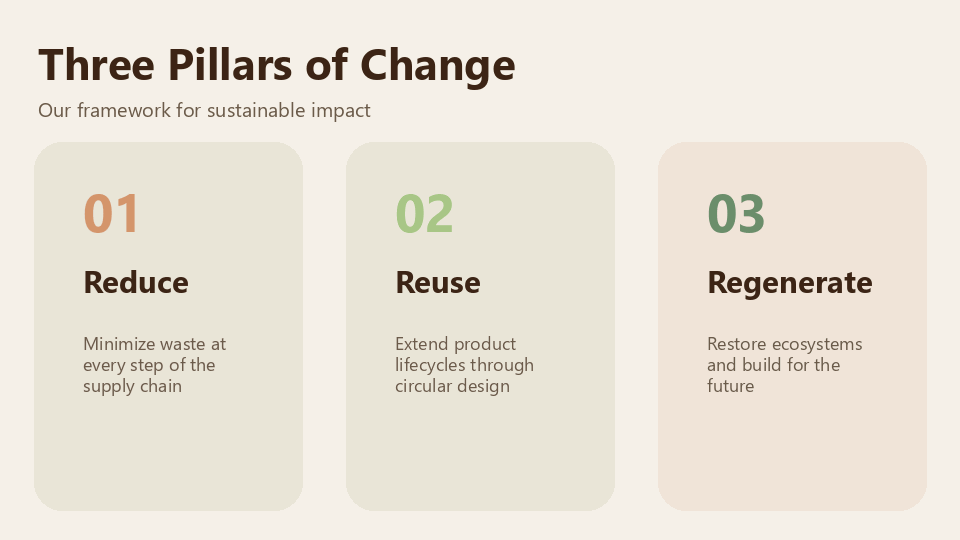 Three Pillars of Change
Our framework for sustainable impact
01
Reduce
Minimize waste at
every step of the
supply chain
02
Reuse
Extend product
lifecycles through
circular design
03
Regenerate
Restore ecosystems
and build for the
future